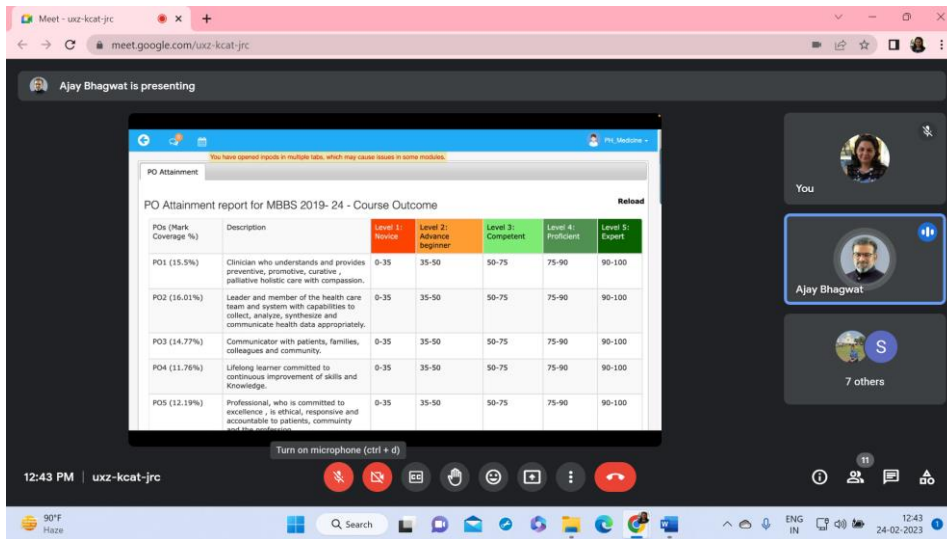 Meet - uxz-kcat-jrc
meet.google.com/uxz-kcat-jrc
Ajay Bhagwat is presenting
PH_Medicine
You have opened inpods in multiple tabs, which may cause issues in some modules.
PO Attainment
PO Attainment report for MBBS 2019- 24 - Course Outcome
Reload
POs (Mark Coverage %) Description Level 1: Novice Level 2: Advance beginner Level 3: Competent Level 4: Proficient Level 5: Expert
PO1 (15.5%) Clinician who understands and provides 0-35 35-50 50-75 75-90 90-100
preventive, promotive, curative ,
palliative holistic care with compassion.
PO2 (16.01%) Leader and member of the health care 0-35 35-50 50-75 75-90 90-100
team and system with capabilities to
collect, analyze, synthesize and
communicate health data appropriately.
PO3 (14.77%) Communicator with patients, families, 0-35 35-50 50-75 75-90 90-100
colleagues and community.
PO4 (11.76%) Lifelong learner committed to 0-35 35-50 50-75 75-90 90-100
continuous improvement of skills and
Knowledge.
PO5 (12.19%) Professional, who is committed to 0-35 35-50 50-75 75-90 90-100
excellence , is ethical, responsive and
accountable to patients, commuinty
and the profession
You
Ajay Bhagwat
S
7 others
Turn on microphone (ctrl + d)
12:43 PM | uxz-kcat-jrc
CC
11
90°F
Haze
Search
ENG
IN
12:43
24-02-2023
1